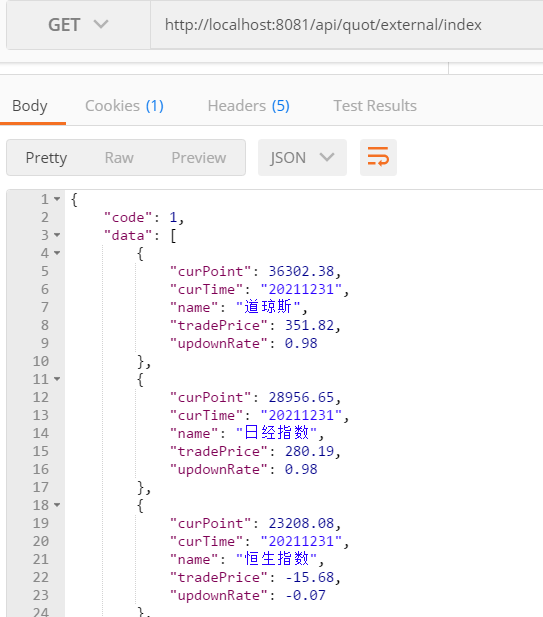 GET http://localhost:8081/api/quot/external/index
Body Cookies (1) Headers (5) Test Results
Pretty Raw Preview JSON
1 {
2 "code": 1,
3 "data": [
4 {
5 "curPoint": 36302.38,
6 "curTime": "20211231",
7 "name": "道琼斯",
8 "tradePrice": 351.82,
9 "updownRate": 0.98
10 },
11 {
12 "curPoint": 28956.65,
13 "curTime": "20211231",
14 "name": "日经指数",
15 "tradePrice": 280.19,
16 "updownRate": 0.98
17 },
18 {
19 "curPoint": 23208.08,
20 "curTime": "20211231",
21 "name": "恒生指数",
22 "tradePrice": -15.68,
23 "updownRate": -0.07
24 },